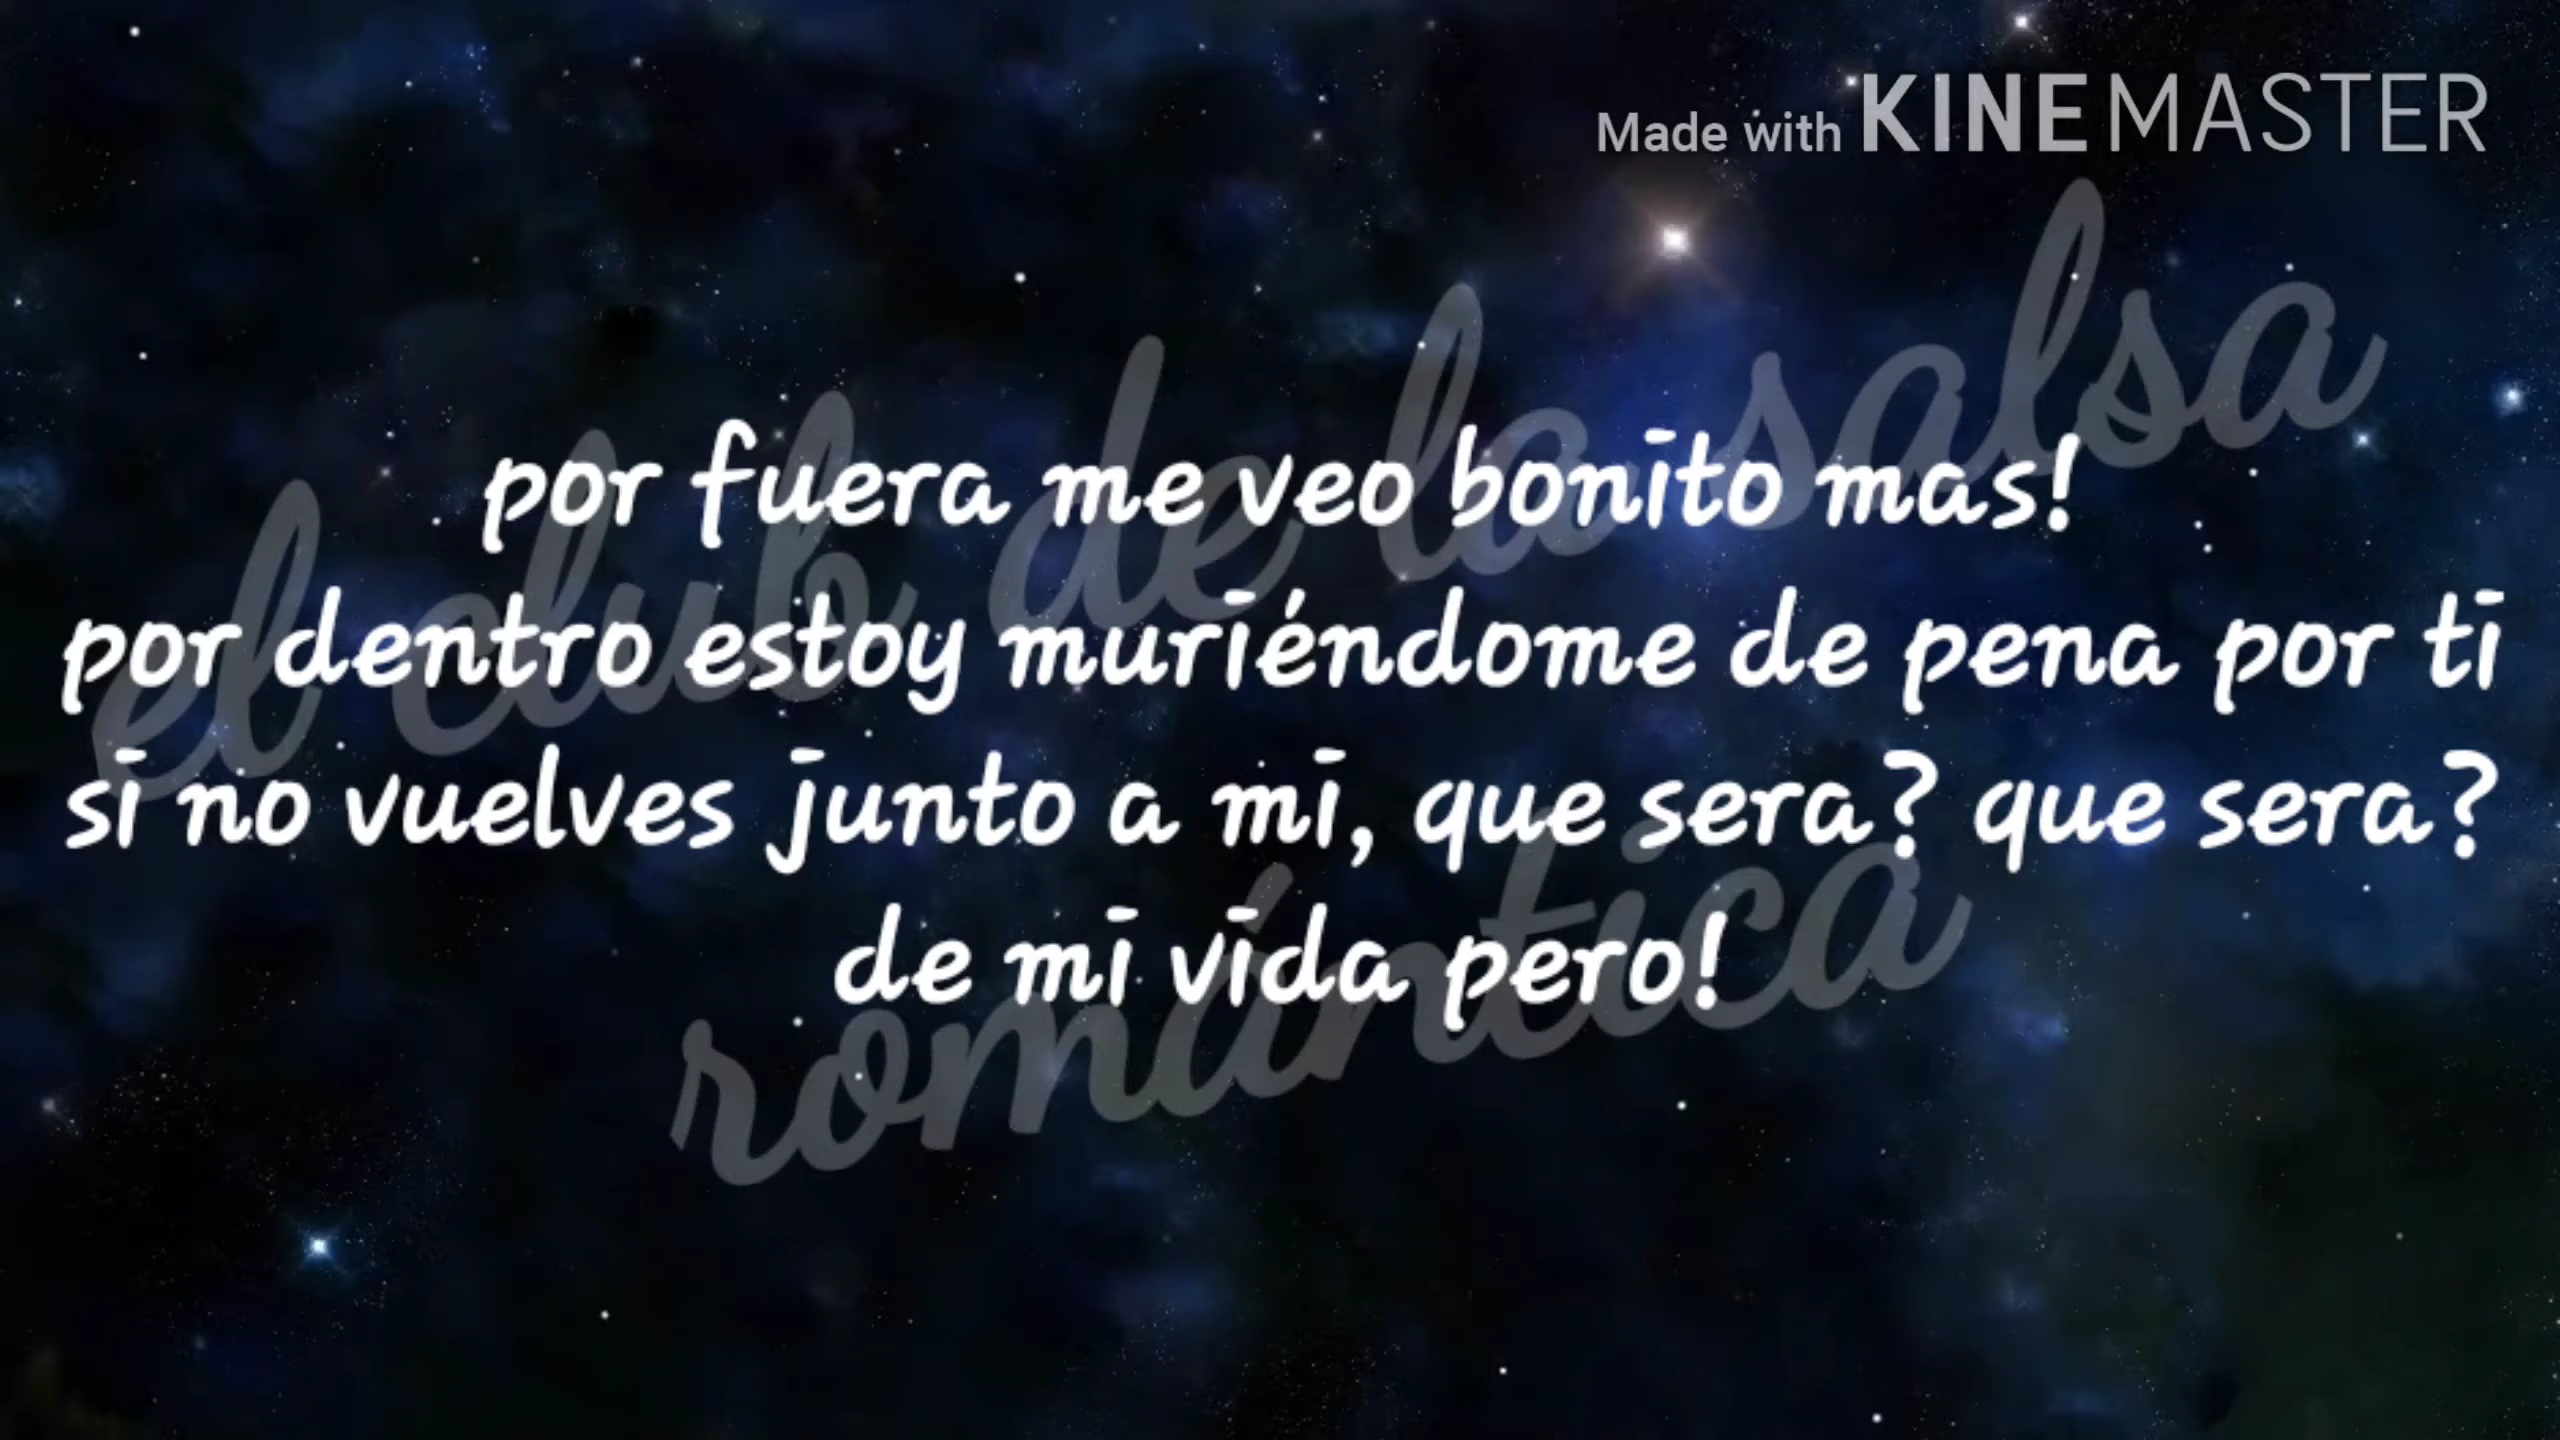 Made with KINEMASTER
el club de la salsa
por fuera me veo bonito mas!
por dentro estoy muriéndome de pena por ti
si no vuelves junto a mi, que sera? que sera?
de mi vida pero!
romántica